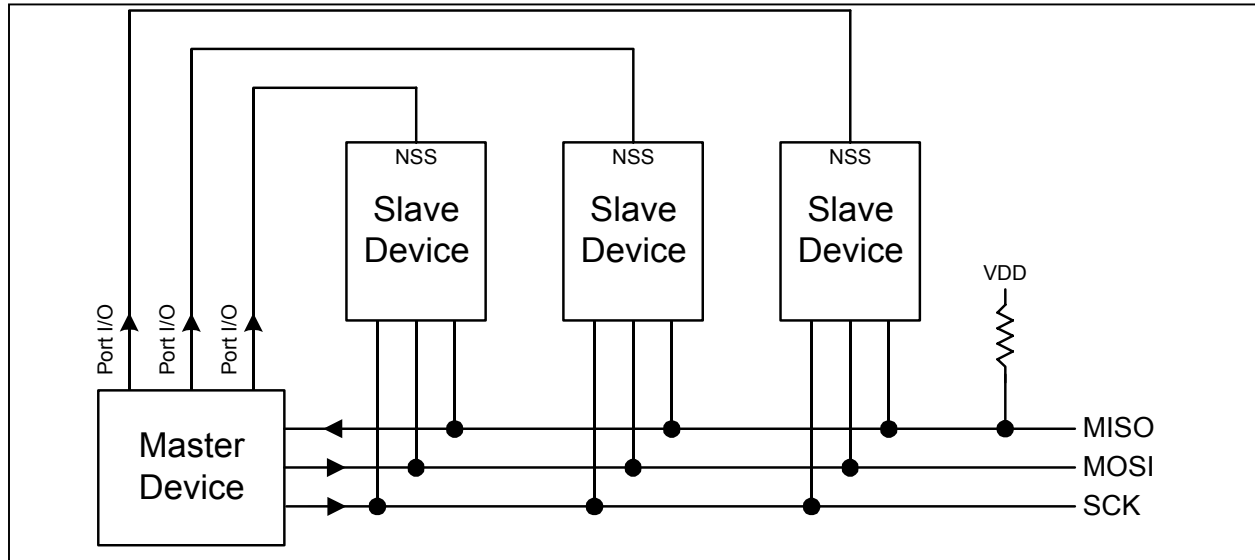 NSS
Slave
Device
NSS
Slave
Device
NSS
Slave
Device
VDD
Port I/O
Port I/O
Port I/O
Master
Device
MISO
MOSI
SCK